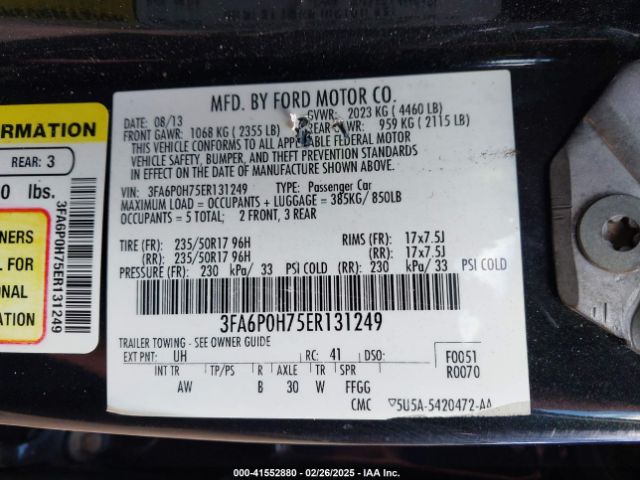 MFD. BY FORD MOTOR CO.
DATE: 08/13 GVWR: 2023 KG ( 4460 LB)
FRONT GAWR: 1068 KG ( 2355 LB) 959 KG ( 2115 LB)
THIS VEHICLE CONFORMS TO ALL APPLICABLE FEDERAL MOTOR
VEHICLE SAFETY, BUMPER, AND THEFT PREVENTION STANDARDS
IN EFFECT ON THE DATE OF MANUFACTURE SHOWN ABOVE.
VIN: 3FA6P0H75ER131249 TYPE: Passenger Car
MAXIMUM LOAD = OCCUPANTS + LUGGAGE = 385KG/ 850LB
OCCUPANTS = 5 TOTAL; 2 FRONT, 3 REAR
TIRE (FR): 235/50R17 96H RIMS (FR): 17x7.5J
(RR): 235/50R17 96H (RR): 17x7.5J
PRESSURE (FR): 230 kPa/ 33 PSI COLD (RR): 230 kPa/ 33 PSI COLD
3FA6P0H75ER131249
TRAILER TOWING - SEE OWNER GUIDE
EXT PNT: UH RC: 41 DSO: F0051
R0070
INT TR TP/PS R AXLE TR SPR
AW B 30 W FFGG
CMC 5U5A-5420472-AA
ORMATION
REAR: 3
0 lbs.
NERS
L FOR
ONAL
ION
3FA6P0H75ER131249
00 - 41552880 - 02/26/2025 - IAA